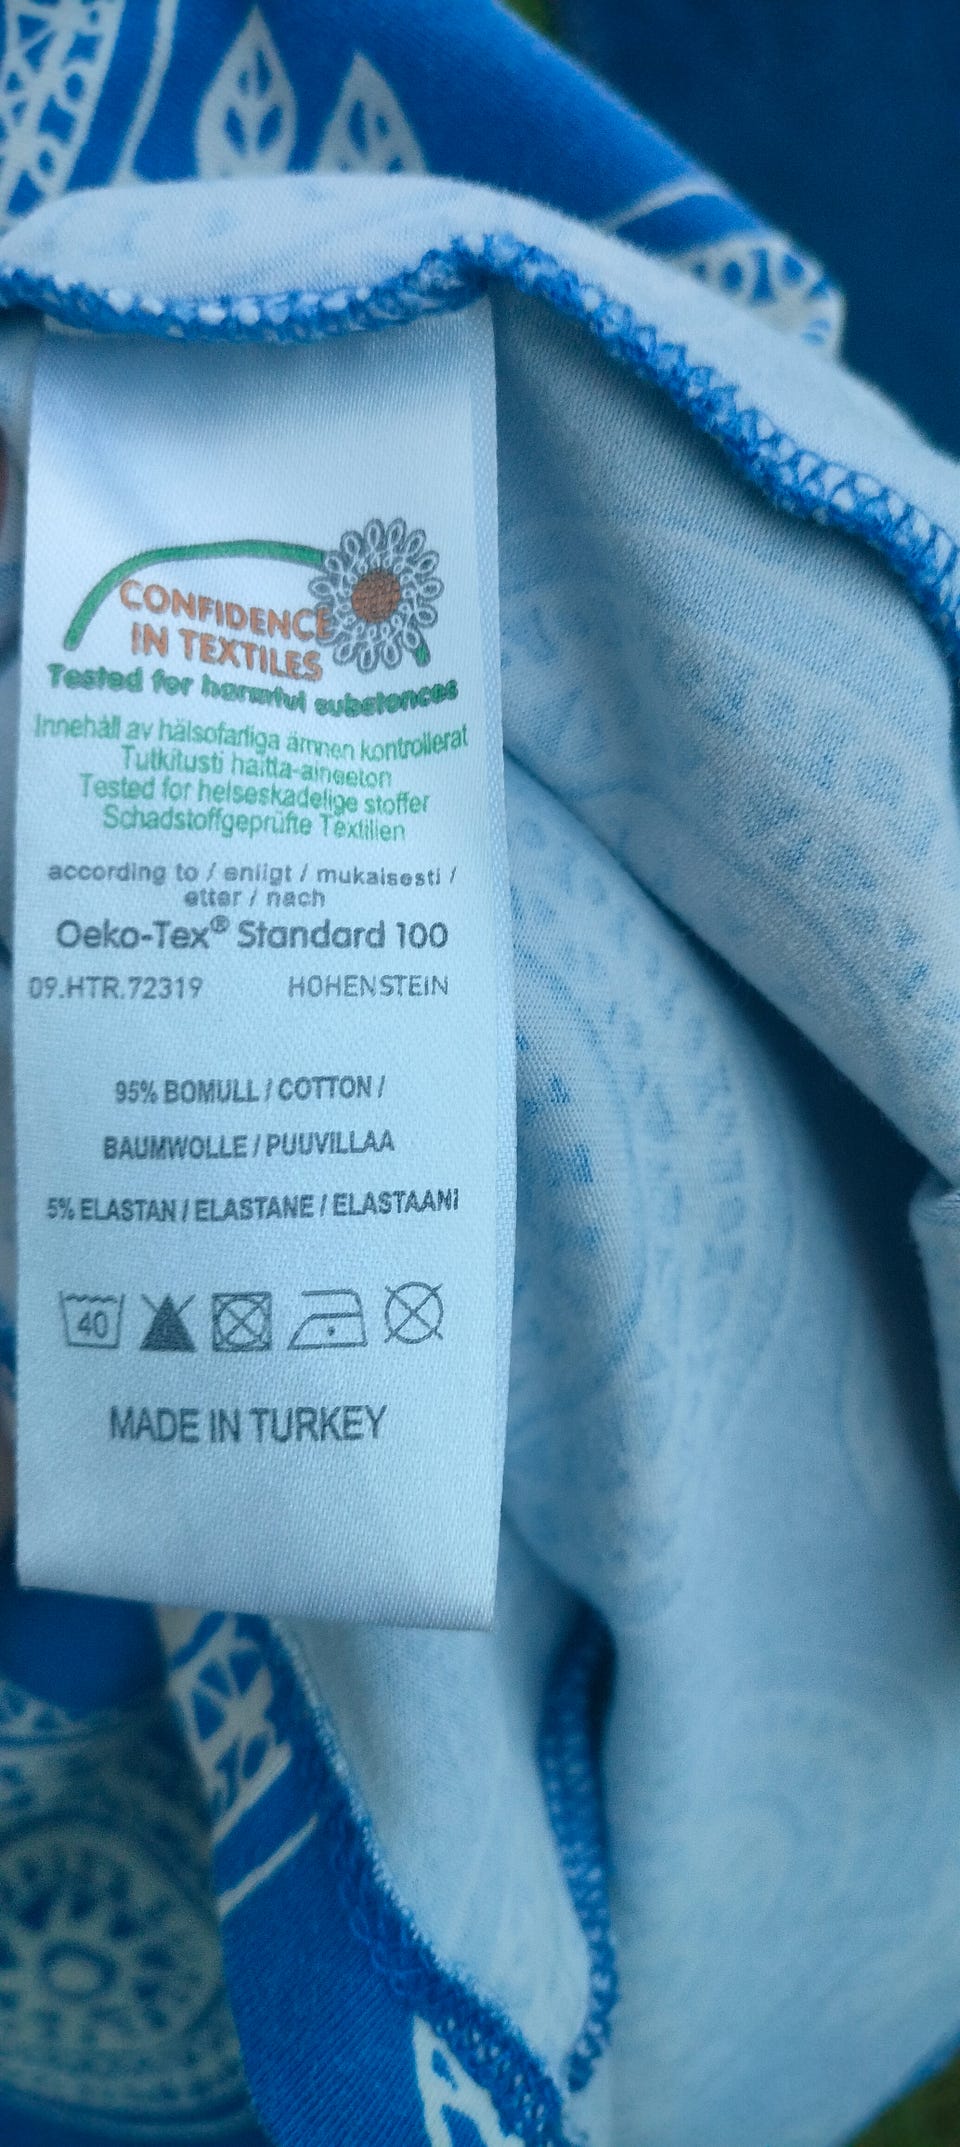 CONFIDENCE
IN TEXTILES
Tested for harmful substances
Innehåll av hälsofarliga ämnen kontrollerat
Tutkitusti haitta-aineeton
Tested for helseskadelige stoffer
Schadstoffgeprüfte Textilien
according to / enligt / mukaisesti /
etter / nach
Oeko-Tex® Standard 100
09.HTR.72319 HOHENSTEIN
95% BOMULL / COTTON /
BAUMWOLLE / PUUVILLAA
5% ELASTAN / ELASTANE / ELASTAANI
40
MADE IN TURKEY